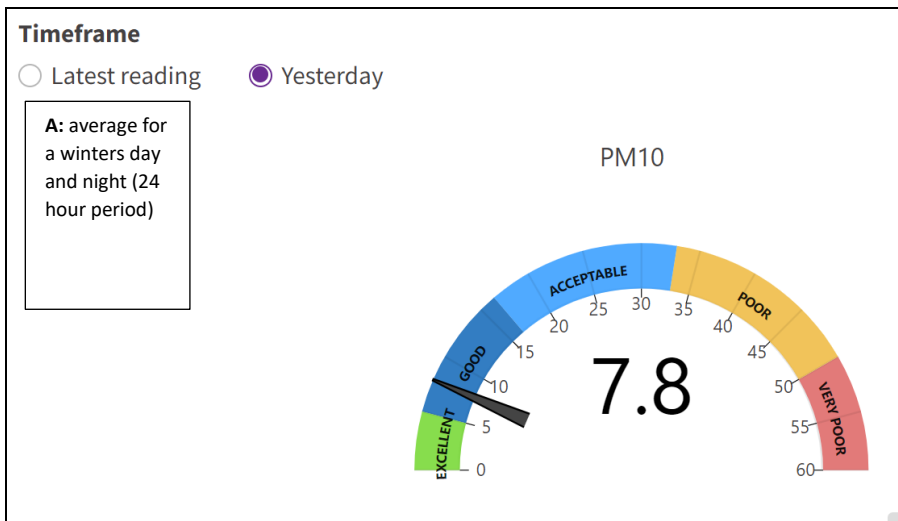 Timeframe
Latest reading
Yesterday
A: average for
a winters day
and night (24
hour period)
PM10
EXCELLENT
GOOD
ACCEPTABLE
POOR
VERY POOR
0
5
10
15
20
25
30
35
40
45
50
55
60
7.8